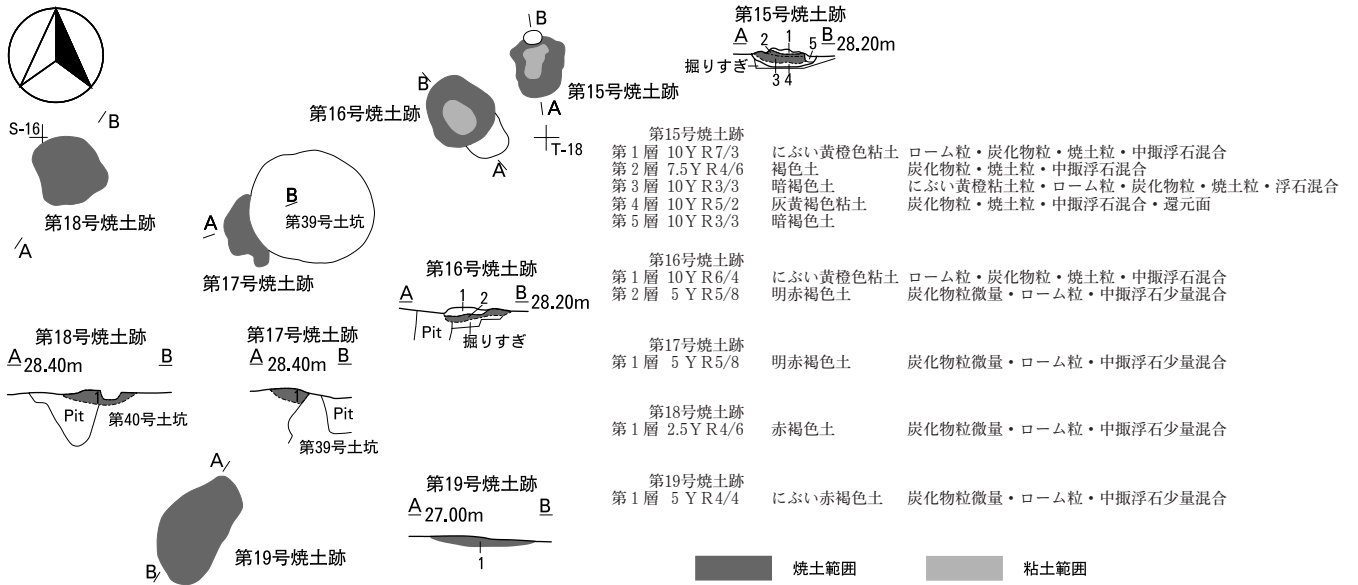 第15号焼土跡
A 2 1 5 B 28.20m
掘りすぎ
3 4
B
A
第15号焼土跡
T-18
B
第16号焼土跡
A
S-16
B
第18号焼土跡
A
A
B
第39号土坑
第17号焼土跡
第16号焼土跡
A 1 2 B 28.20m
Pit
掘りすぎ
第18号焼土跡
A 28.40m B
1
Pit
第40号土坑
第17号焼土跡
A 28.40m B
1
Pit
第39号土坑
A
B
第19号焼土跡
第19号焼土跡
A 27.00m B
1
第15号焼土跡
第1層 10YR7/3 にぶい黄橙色粘土 ローム粒・炭化物粒・焼土粒・中掫浮石混合
第2層 7.5YR4/6 褐色土 炭化物粒・焼土粒・中掫浮石混合
第3層 10YR3/3 暗褐色土 にぶい黄橙粘土粒・ローム粒・炭化物粒・焼土粒・浮石混合
第4層 10YR5/2 灰黄褐色粘土 炭化物粒・焼土粒・中掫浮石混合・還元面
第5層 10YR3/3 暗褐色土
第16号焼土跡
第1層 10YR6/4 にぶい黄橙色粘土 ローム粒・炭化物粒・焼土粒・中掫浮石混合
第2層 5YR5/8 明赤褐色土 炭化物粒微量・ローム粒・中掫浮石少量混合
第17号焼土跡
第1層 5YR5/8 明赤褐色土 炭化物粒微量・ローム粒・中掫浮石少量混合
第18号焼土跡
第1層 2.5YR4/6 赤褐色土 炭化物粒微量・ローム粒・中掫浮石少量混合
第19号焼土跡
第1層 5YR4/4 にぶい赤褐色土 炭化物粒微量・ローム粒・中掫浮石少量混合
焼土範囲
粘土範囲